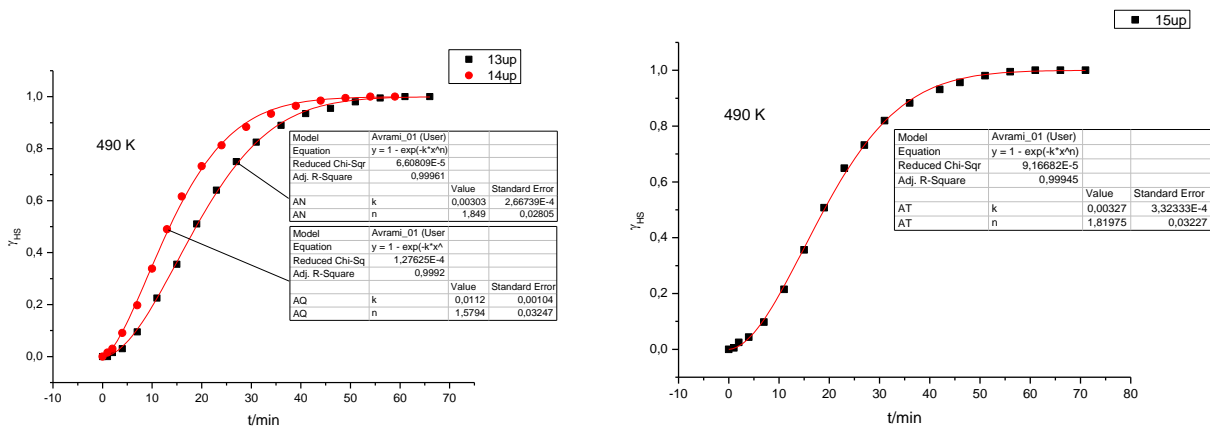 13up
14up
490 K
1,0
0,8
0,6
0,4
0,2
0,0
γHS
-10 0 10 20 30 40 50 60 70
t/min
Model Avrami_01 (User)
Equation y = 1 - exp(-k*x^n)
Reduced Chi-Sqr 6,60809E-5
Adj. R-Square 0,99961
Value Standard Error
AN k 0,00303 2,66739E-4
AN n 1,849 0,02805
Model Avrami_01 (User
Equation y = 1 - exp(-k*x^
Reduced Chi-Sq 1,27625E-4
Adj. R-Square 0,9992
Value Standard Error
AQ k 0,0112 0,00104
AQ n 1,5794 0,03247
15up
490 K
1,0
0,8
0,6
0,4
0,2
0,0
γHS
-10 0 10 20 30 40 50 60 70 80
t/min
Model Avrami_01 (User)
Equation y = 1 - exp(-k*x^n)
Reduced Chi-Sqr 9,16682E-5
Adj. R-Square 0,99945
Value Standard Error
AT k 0,00327 3,32333E-4
AT n 1,81975 0,03227